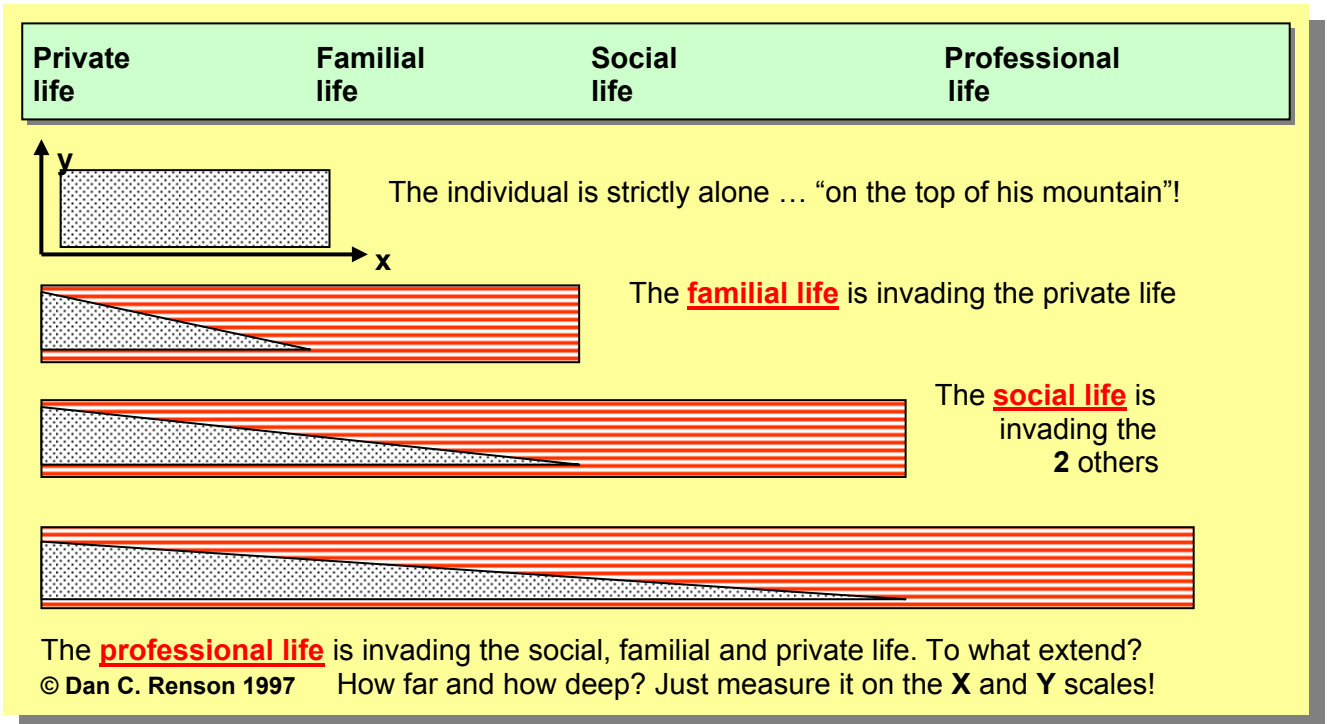 Private Familial Social Professional
life life life life
y
The individual is strictly alone … “on the top of his mountain”!
x
The familial life is invading the private life
The social life is
invading the
2 others
The professional life is invading the social, familial and private life. To what extend?
© Dan C. Renson 1997 How far and how deep? Just measure it on the X and Y scales!